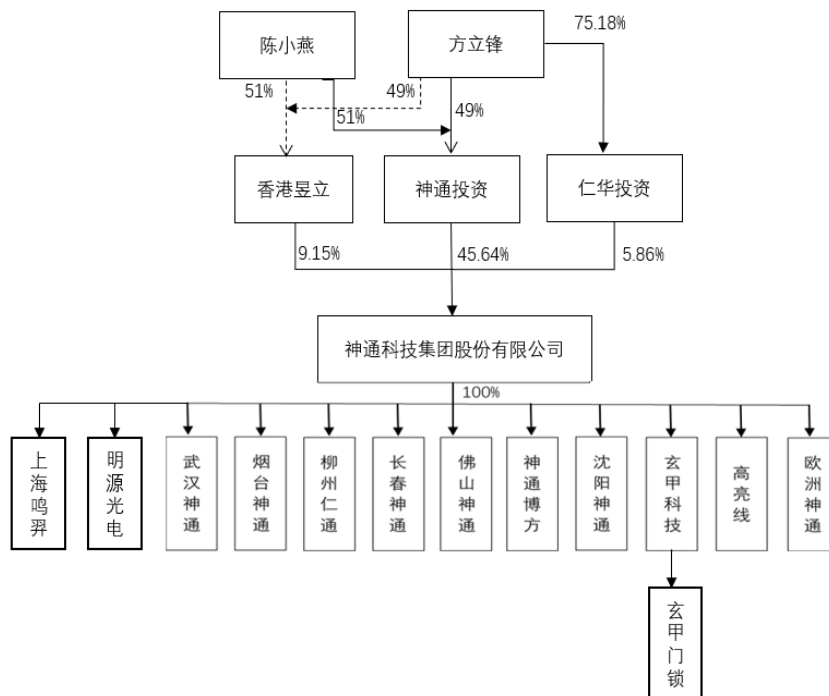 陈小燕
方立锋
75.18%
51%
49%
51%
49%
香港昱立
神通投资
仁华投资
9.15%
45.64%
5.86%
神通科技集团股份有限公司
100%
上海鸣羿
明源光电
武汉神通
烟台神通
柳州仁通
长春神通
佛山神通
神通博方
沈阳神通
玄甲科技
高亮线
欧洲神通
玄甲门锁